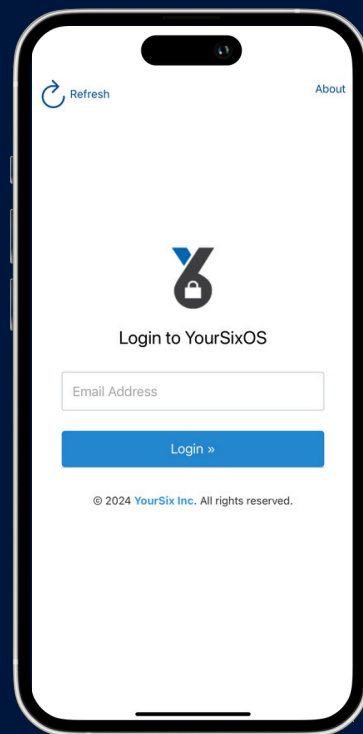 Refresh
About
Login to YourSixOS
Email Address
Login »
© 2024 YourSix Inc. All rights reserved.